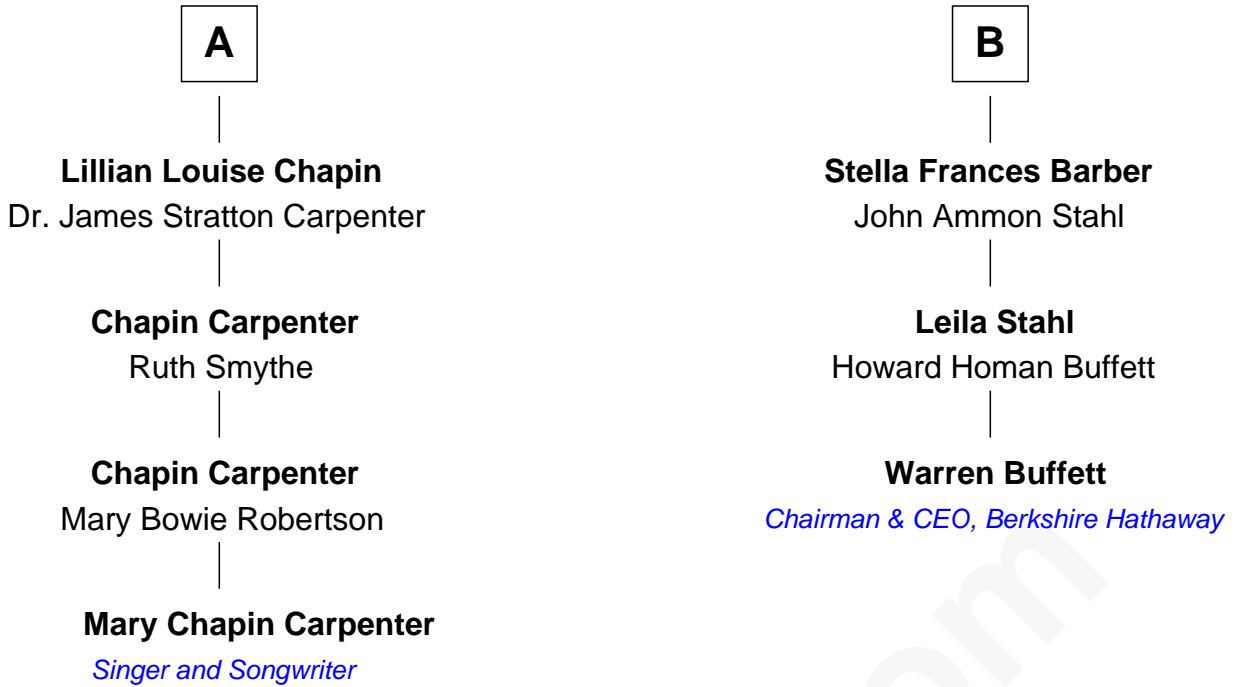 A
Lillian Louise Chapin
Dr. James Stratton Carpenter
Chapin Carpenter
Ruth Smythe
Chapin Carpenter
Mary Bowie Robertson
Mary Chapin Carpenter
Singer and Songwriter
B
Stella Frances Barber
John Ammon Stahl
Leila Stahl
Howard Homan Buffett
Warren Buffett
Chairman & CEO, Berkshire Hathaway
om